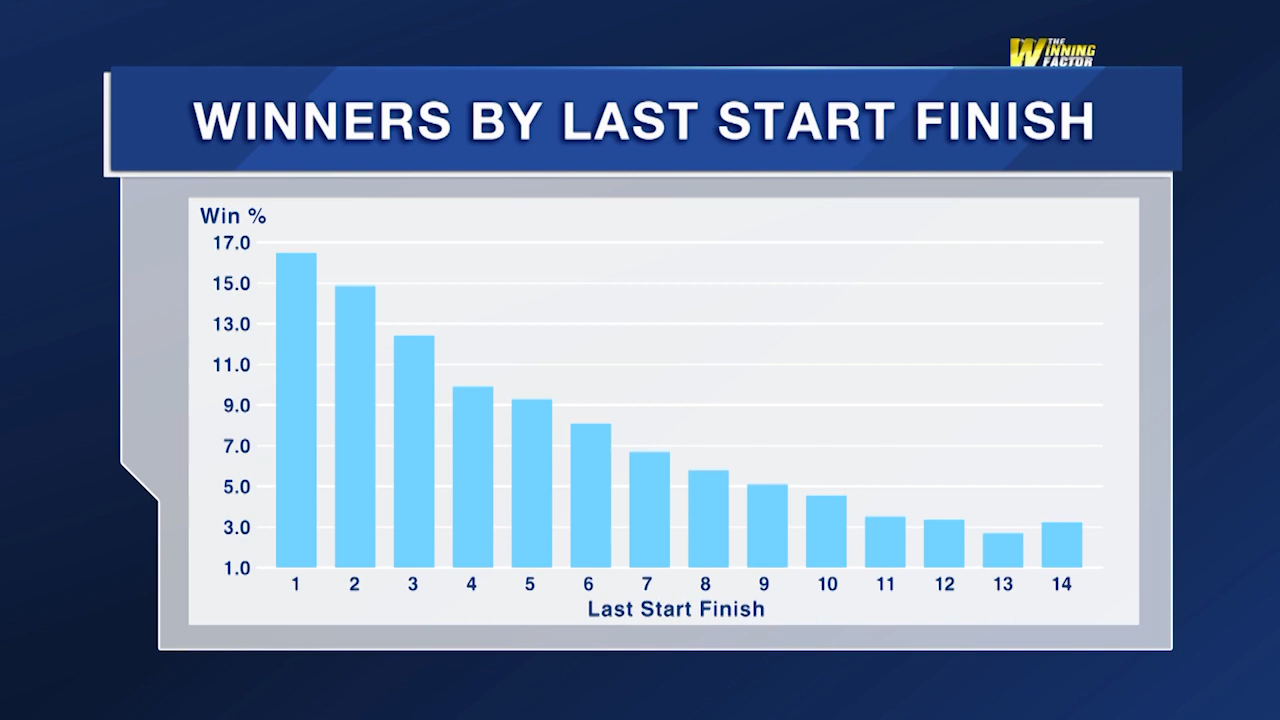 THE
WINNING
FACTOR
WINNERS BY LAST START FINISH
Win %
17.0
15.0
13.0
11.0
9.0
7.0
5.0
3.0
1.0
1 2 3 4 5 6 7 8 9 10 11 12 13 14
Last Start Finish